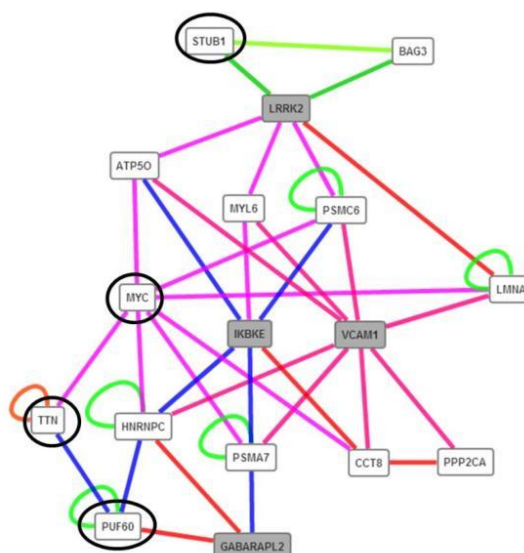 STUB1
BAG3
LRRK2
ATP5O
MYL6
PSMC6
LMNA
MYC
IKBKE
VCAM1
TTN
HNRNPC
PSMA7
CCT8
PPP2CA
PUF60
GABARAPL2